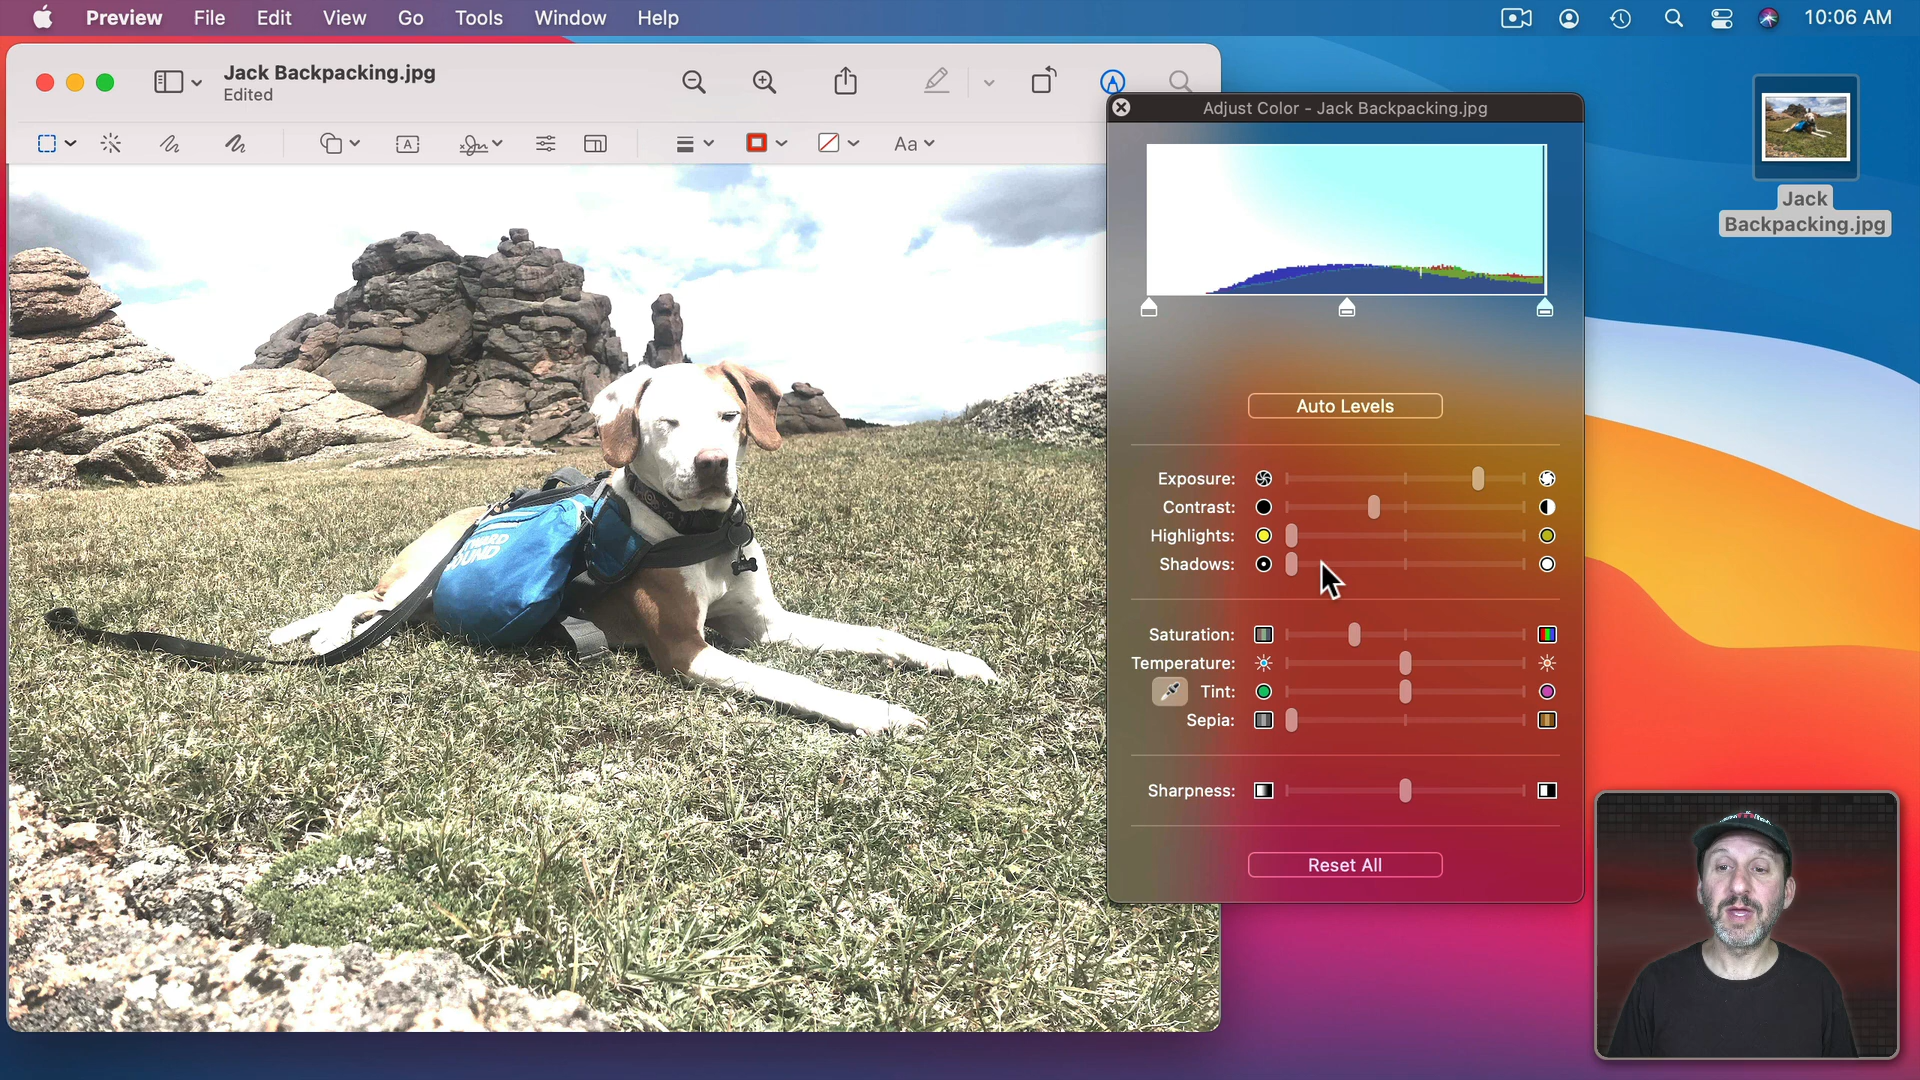 Preview File Edit View Go Tools Window Help 10:06 AM
Jack Backpacking.jpg
Edited
A
Aa
Adjust Color - Jack Backpacking.jpg
Auto Levels
Exposure:
Contrast:
Highlights:
Shadows:
Saturation:
Temperature:
Tint:
Sepia:
Sharpness:
Reset All
Jack
Backpacking.jpg